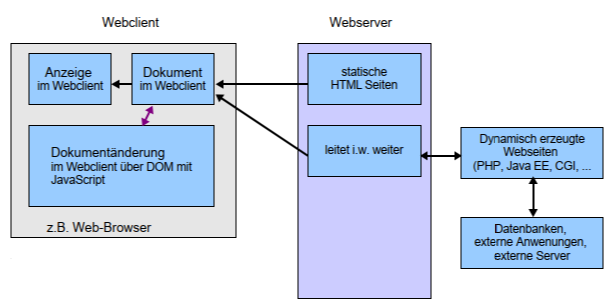 Webclient
Webserver
Anzeige
im Webclient
Dokument
im Webclient
statische
HTML Seiten
Dokumentänderung
im Webclient über DOM mit
JavaScript
leitet i.w. weiter
Dynamisch erzeugte
Webseiten
(PHP, Java EE, CGI, ...
z.B. Web-Browser
Datenbanken,
externe Anwenungen,
externe Server